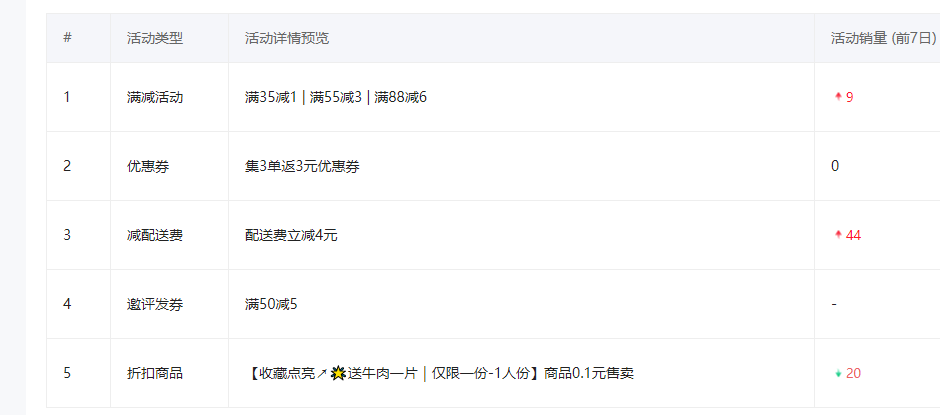 # 活动类型 活动详情预览 活动销量 (前7日)
1 满减活动 满35减1 | 满55减3 | 满88减6 9
2 优惠券 集3单返3元优惠券 0
3 减配送费 配送费立减4元 44
4 邀评发券 满50减5 -
5 折扣商品 【收藏点亮↗🌟送牛肉一片｜仅限一份-1人份】商品0.1元售卖 20